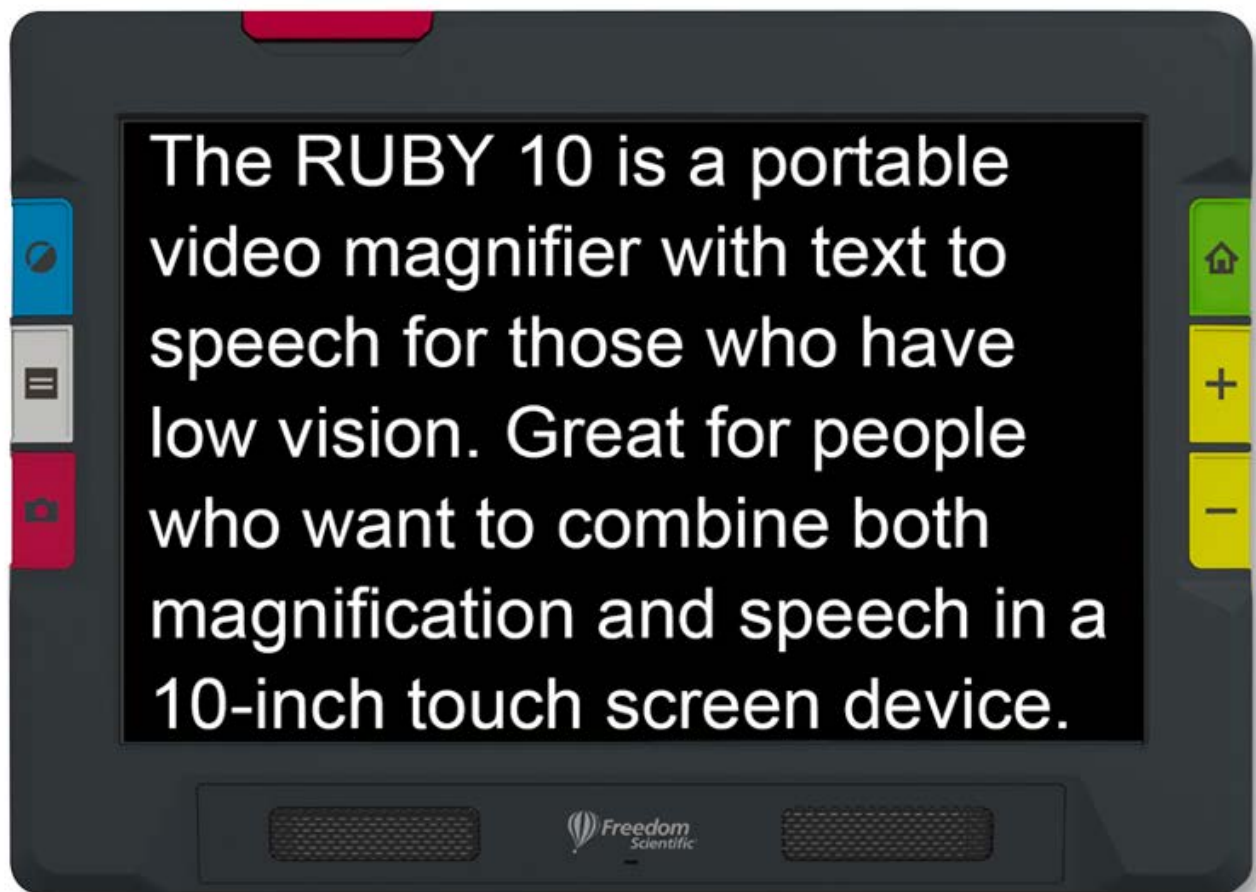 The RUBY 10 is a portable
video magnifier with text to
speech for those who have
low vision. Great for people
who want to combine both
magnification and speech in a
10-inch touch screen device.
Freedom
Scientific